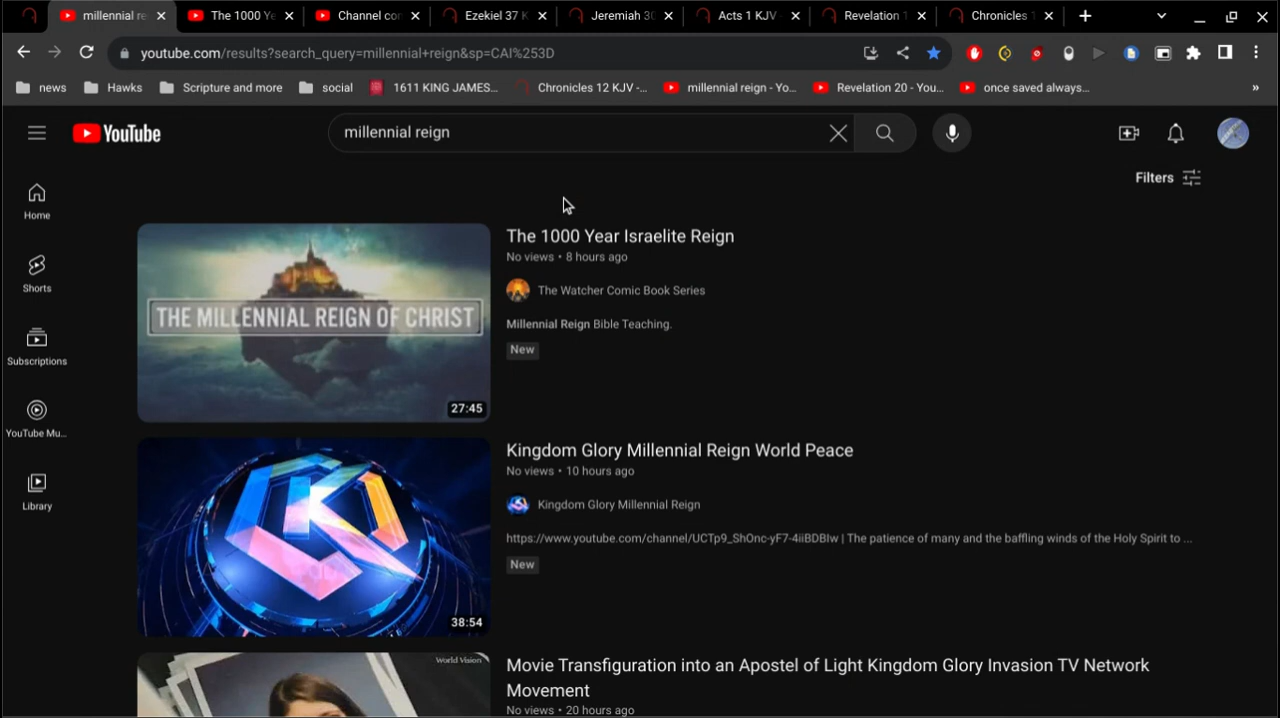 millennial re
The 1000 Ye
Channel cor
Ezekiel 37 K
Jeremiah 30
Acts 1 KJV -
Revelation 1
Chronicles 1
youtube.com/results?search_query=millennial+reign&sp=CAI%253D
news
Hawks
Scripture and more
social
1611 KING JAMES...
Chronicles 12 KJV -...
millennial reign - Yo...
Revelation 20 - You...
once saved always...
»
YouTube
millennial reign
Filters
Home
Shorts
Subscriptions
YouTube Mu...
Library
THE MILLENNIAL REIGN OF CHRIST
27:45
The 1000 Year Israelite Reign
No views • 8 hours ago
The Watcher Comic Book Series
Millennial Reign Bible Teaching.
New
38:54
Kingdom Glory Millennial Reign World Peace
No views • 10 hours ago
Kingdom Glory Millennial Reign
https://www.youtube.com/channel/UCTp9_ShOnc-yF7-4iiBDBIw | The patience of many and the baffling winds of the Holy Spirit to ...
New
World Vision
Movie Transfiguration into an Apostel of Light Kingdom Glory Invasion TV Network
Movement
No views • 20 hours ago